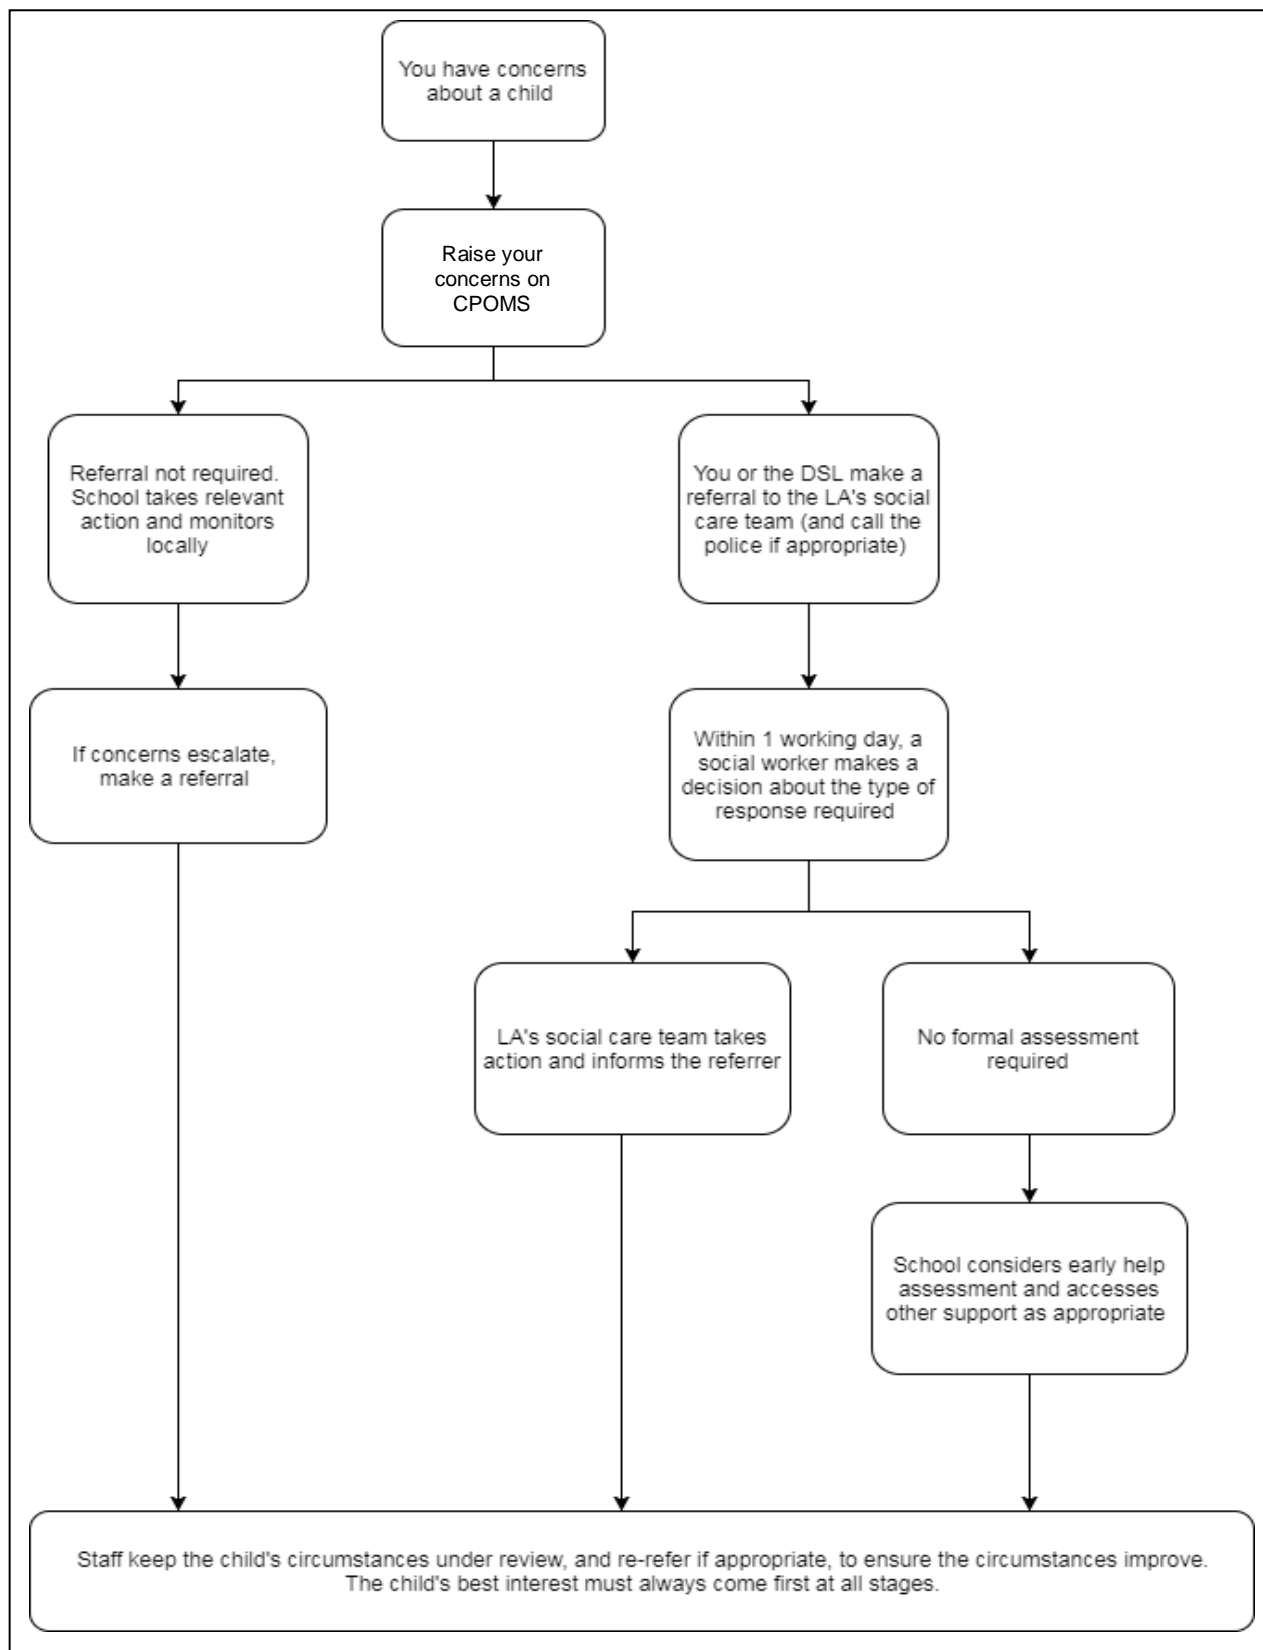 You have concerns
about a child
Raise your
concerns on
CPOMS
Referral not required.
School takes relevant
action and monitors
locally
You or the DSL make a
referral to the LA's social
care team (and call the
police if appropriate)
If concerns escalate,
make a referral
Within 1 working day, a
social worker makes a
decision about the type of
response required
LA's social care team takes
action and informs the referrer
No formal assessment
required
School considers early help
assessment and accesses
other support as appropriate
Staff keep the child's circumstances under review, and re-refer if appropriate, to ensure the circumstances improve.
The child's best interest must always come first at all stages.